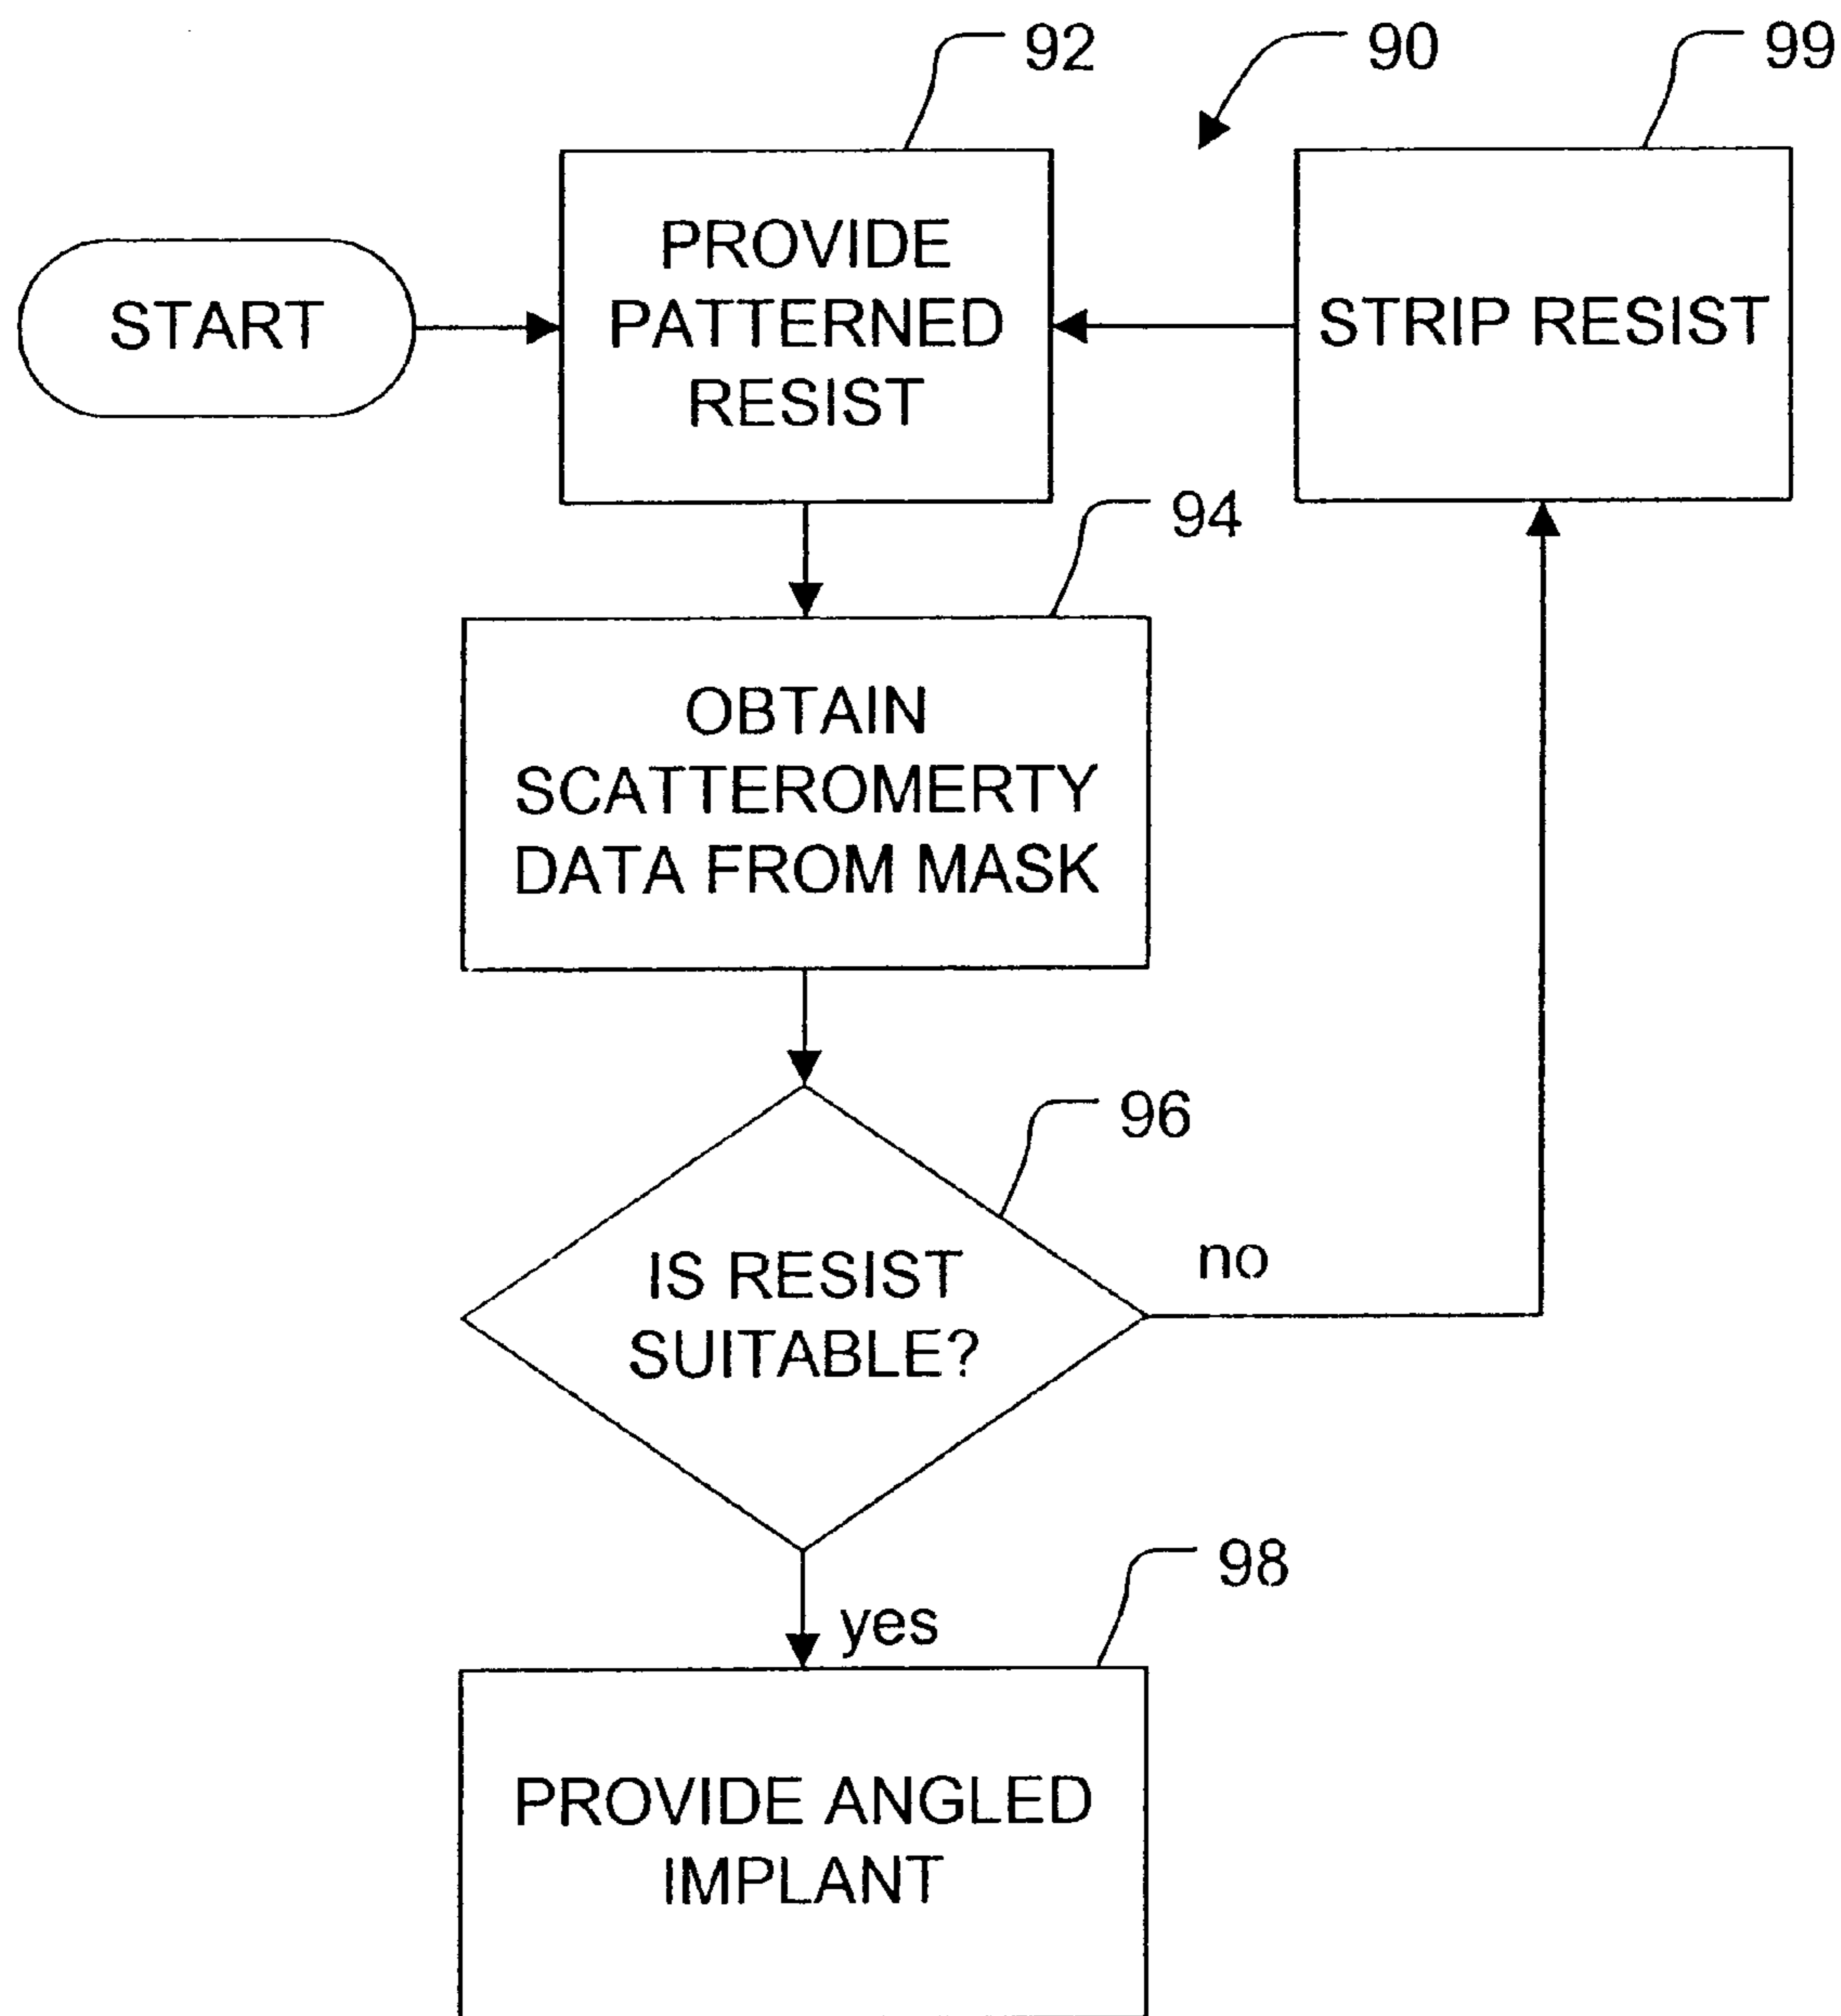 92
90
99
START
PROVIDE
PATTERNED
RESIST
STRIP RESIST
94
OBTAIN
SCATTEROMERTY
DATA FROM MASK
96
IS RESIST
SUITABLE?
no
98
yes
PROVIDE ANGLED
IMPLANT